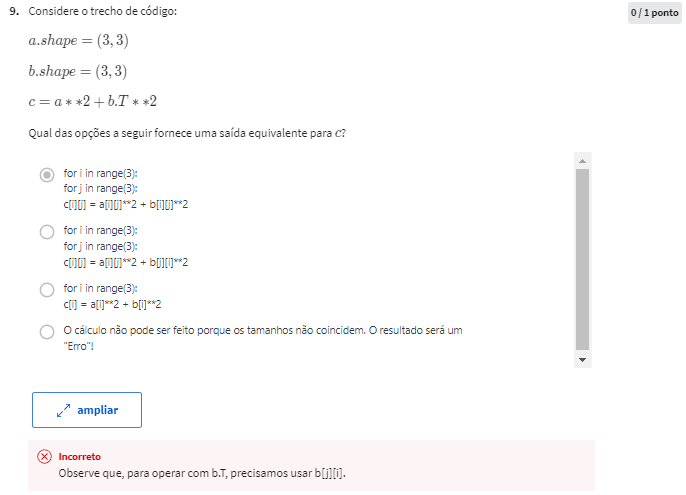 9. Considere o trecho de código:
0 / 1 ponto
a.shape = (3, 3)
b.shape = (3, 3)
c = a ∗ ∗2 + b.T ∗ ∗2
Qual das opções a seguir fornece uma saída equivalente para c?
for i in range(3):
for j in range(3):
c[i][j] = a[i][j]**2 + b[i][j]**2
for i in range(3):
for j in range(3):
c[i][j] = a[i][j]**2 + b[j][i]**2
for i in range(3):
c[i] = a[i]**2 + b[i]**2
O cálculo não pode ser feito porque os tamanhos não coincidem. O resultado será um
"Erro"!
ampliar
Incorreto
Observe que, para operar com b.T, precisamos usar b[j][i].